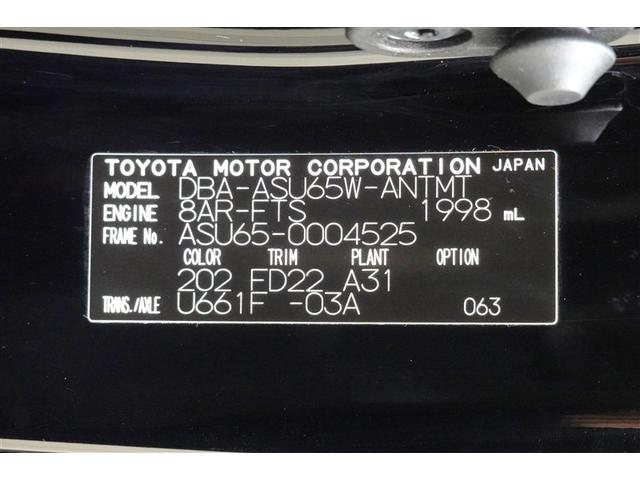 TOYOTA MOTOR CORPORATION JAPAN
MODEL DBA-ASU65W-ANTMT
ENGINE 8AR-FTS 1998 mL
FRAME No. ASU65-0004525
COLOR TRIM PLANT OPTION
202 FD22 A31
TRANS./AXLE U661F -03A 063